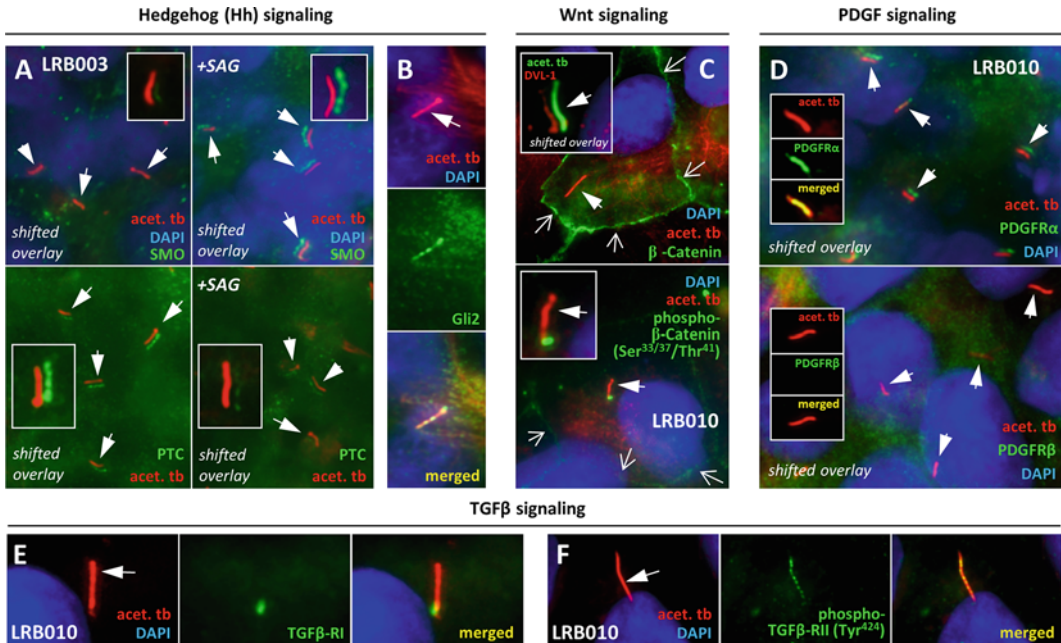 Hedgehog (Hh) signaling
A
LRB003
shifted
overlay
acet. tb
DAPI
SMO
+SAG
shifted
overlay
acet. tb
DAPI
SMO
shifted
overlay
PTC
acet. tb
+SAG
shifted
overlay
PTC
acet. tb
B
acet. tb
DAPI
Gli2
merged
Wnt signaling
C
acet. tb
DVL-1
shifted overlay
DAPI
acet. tb
β -Catenin
DAPI
acet. tb
phospho-
β-Catenin
(Ser33/37/Thr41)
LRB010
PDGF signaling
D
LRB010
acet. tb
PDGFRα
merged
shifted overlay
acet. tb
PDGFRα
DAPI
acet. tb
PDGFRβ
merged
shifted overlay
acet. tb
PDGFRβ
DAPI
TGFβ signaling
E
LRB010
acet. tb
DAPI
TGFβ-RI
merged
F
LRB010
acet. tb
DAPI
phospho-
TGFβ-RII (Tyr424)
merged